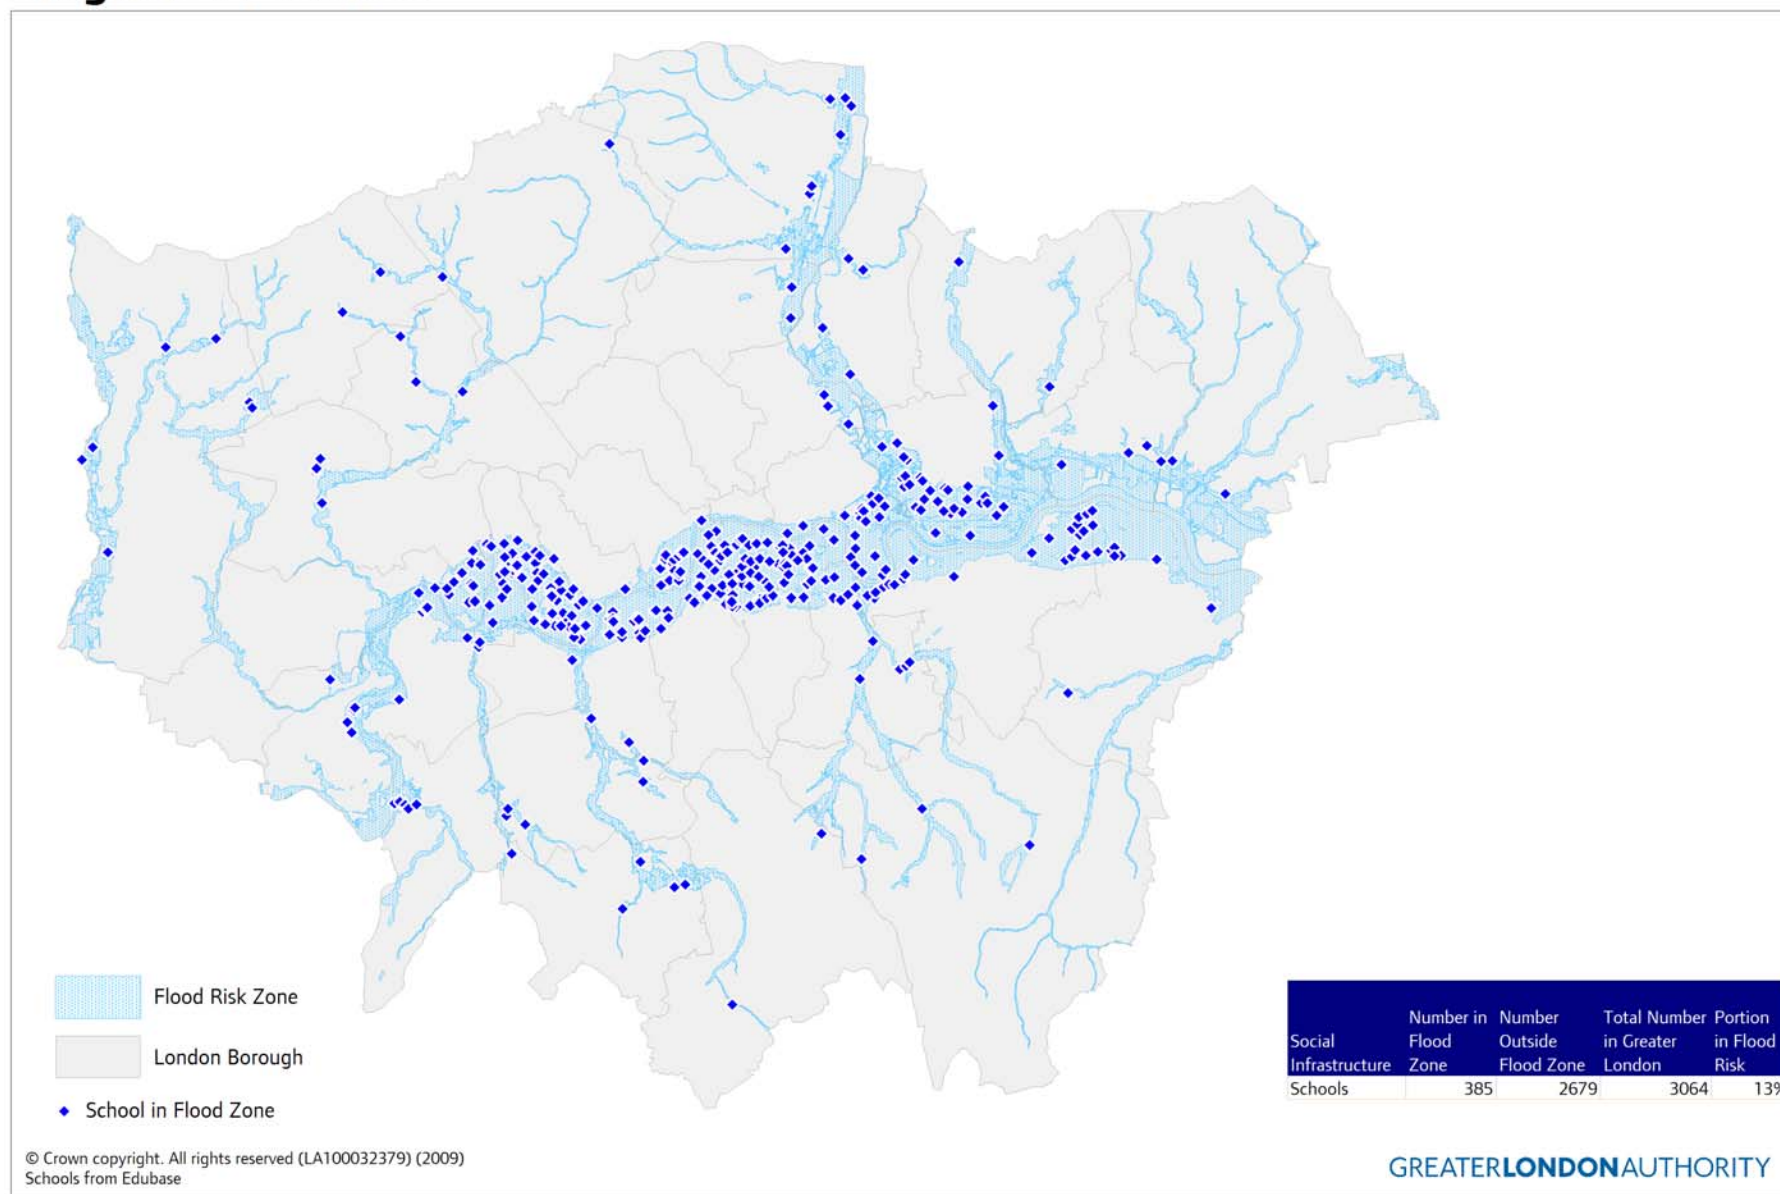 Flood Risk Zone
London Borough
School in Flood Zone
Social Infrastructure
Number in Flood Zone
Number Outside Flood Zone
Total Number in Greater London
Portion in Flood Risk
Schools 385 2679 3064 13%
© Crown copyright. All rights reserved (LA100032379) (2009)
Schools from Edubase
GREATERLONDONAUTHORITY